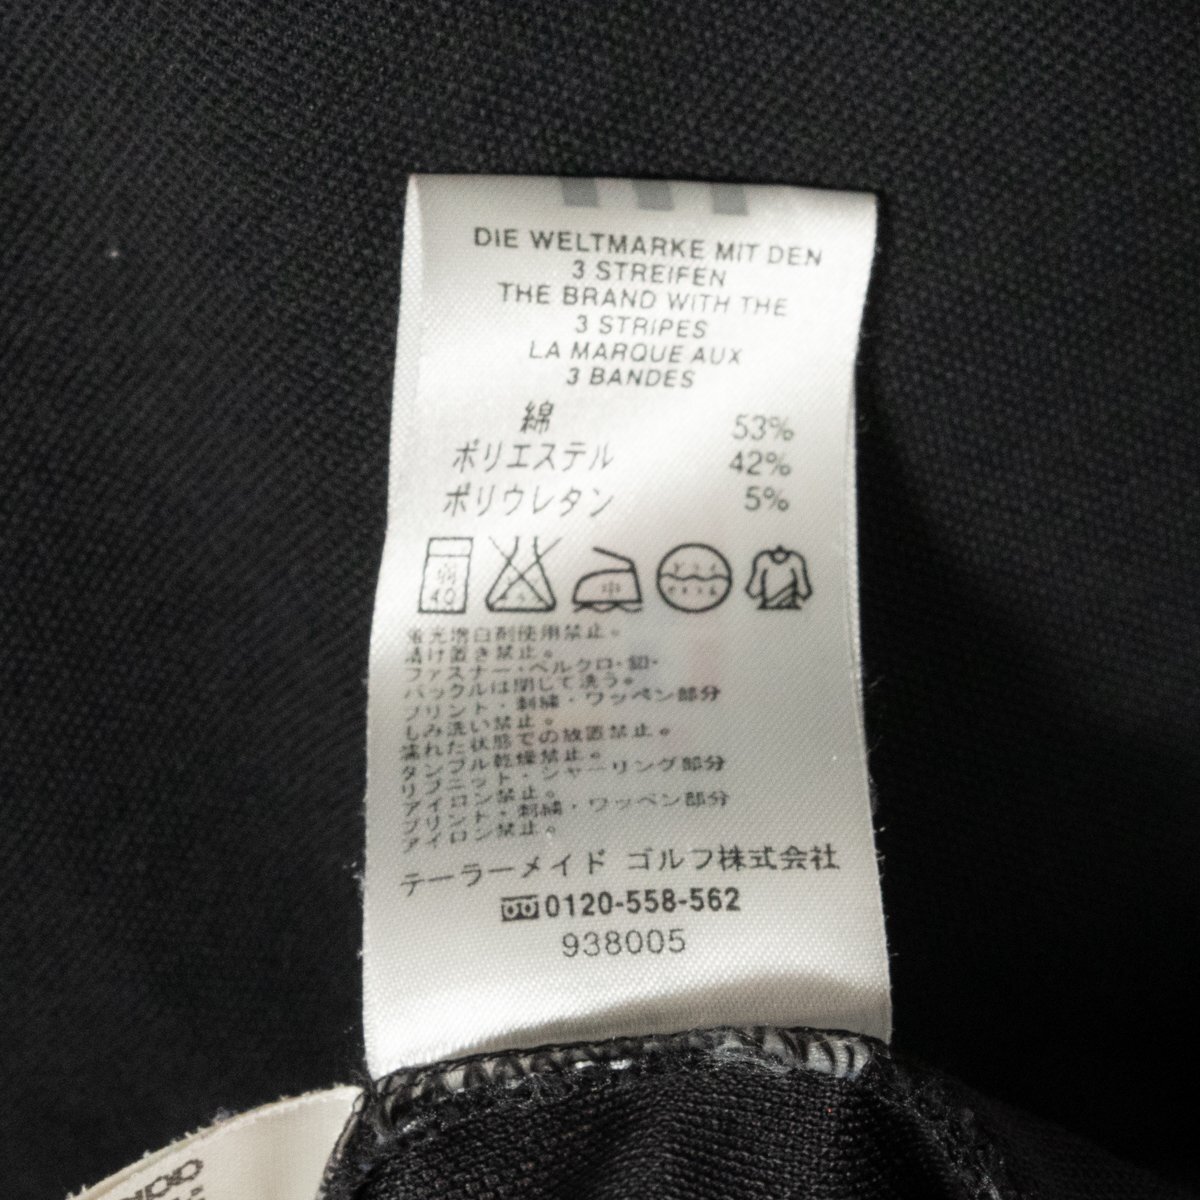 DIE WELTMARKE MIT DEN
3 STREIFEN
THE BRAND WITH THE
3 STRIPES
LA MARQUE AUX
3 BANDES
綿 53%
ポリエステル 42%
ポリウレタン 5%
弱
40
中
蛍光増白剤使用禁止。
漬け置き禁止。
ファスナー・ベルクロ・釦・
バックルは閉じて洗う。
プリント・刺繍・ワッペン部分
しみ洗い禁止。
濡れた状態での放置禁止。
タンブル乾燥禁止。
リブニット・シャーリング部分
アイロン禁止。
プリント・刺繍・ワッペン部分
アイロン禁止。
テーラーメイド ゴルフ株式会社
0120-558-562
938005